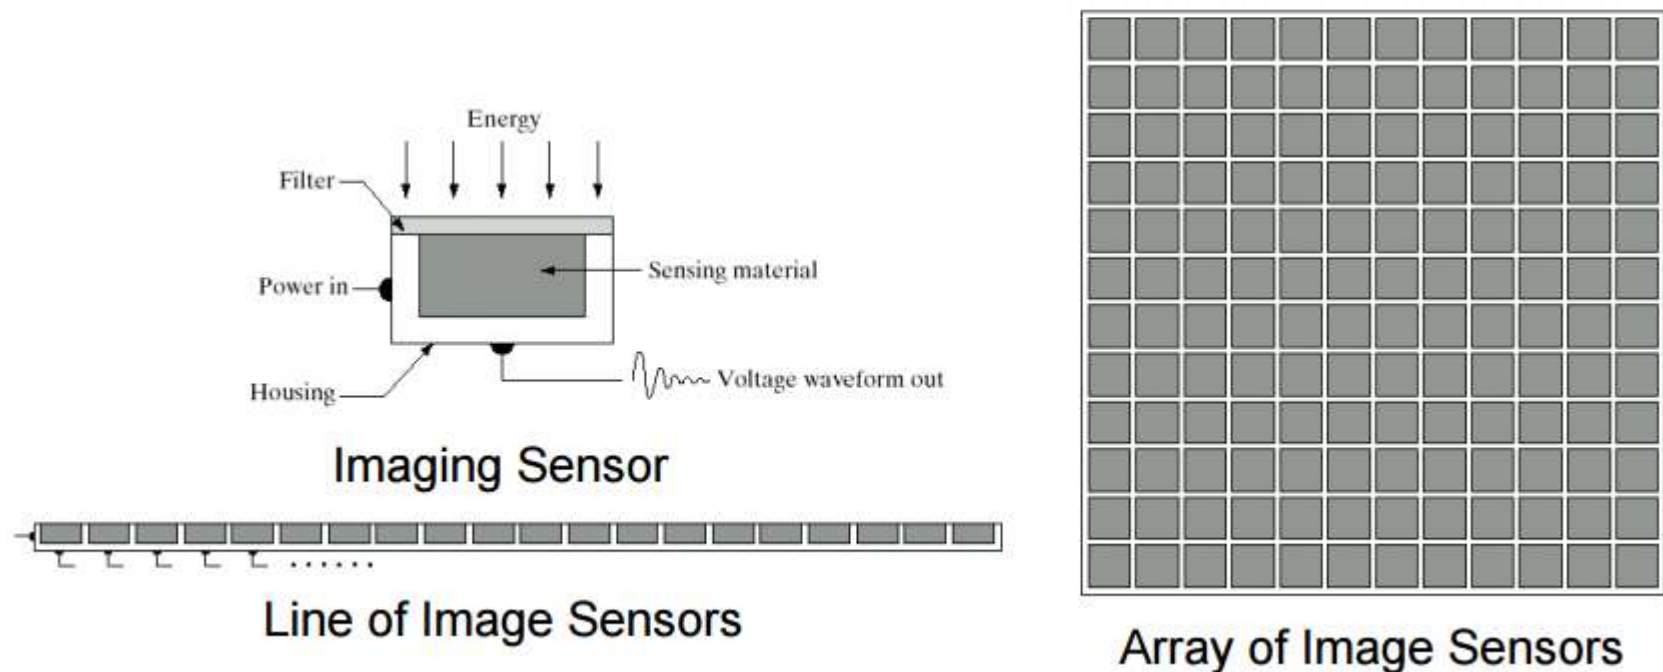 Energy
Filter
Sensing material
Power in
Housing
Voltage waveform out
Imaging Sensor
Line of Image Sensors
Array of Image Sensors